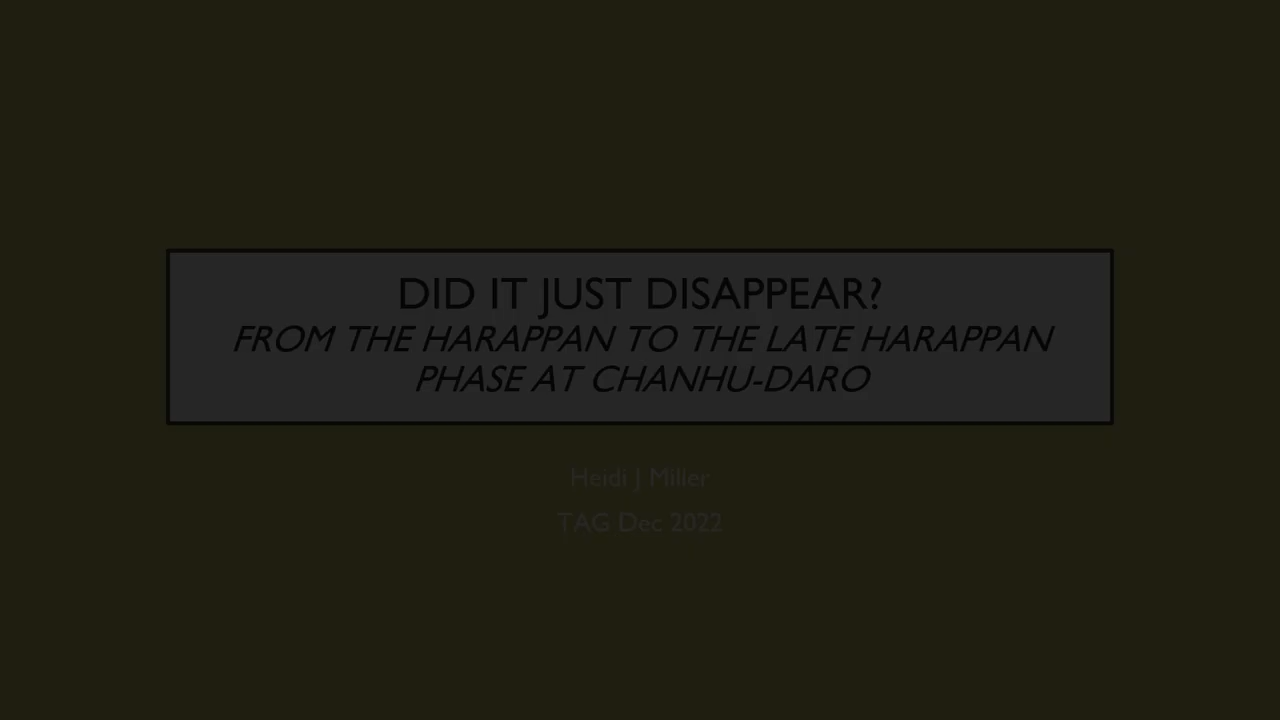 DID IT JUST DISAPPEAR?
FROM THE HARAPPAN TO THE LATE HARAPPAN
PHASE AT CHANHU-DARO
Heidi J Miller
TAG Dec 2022